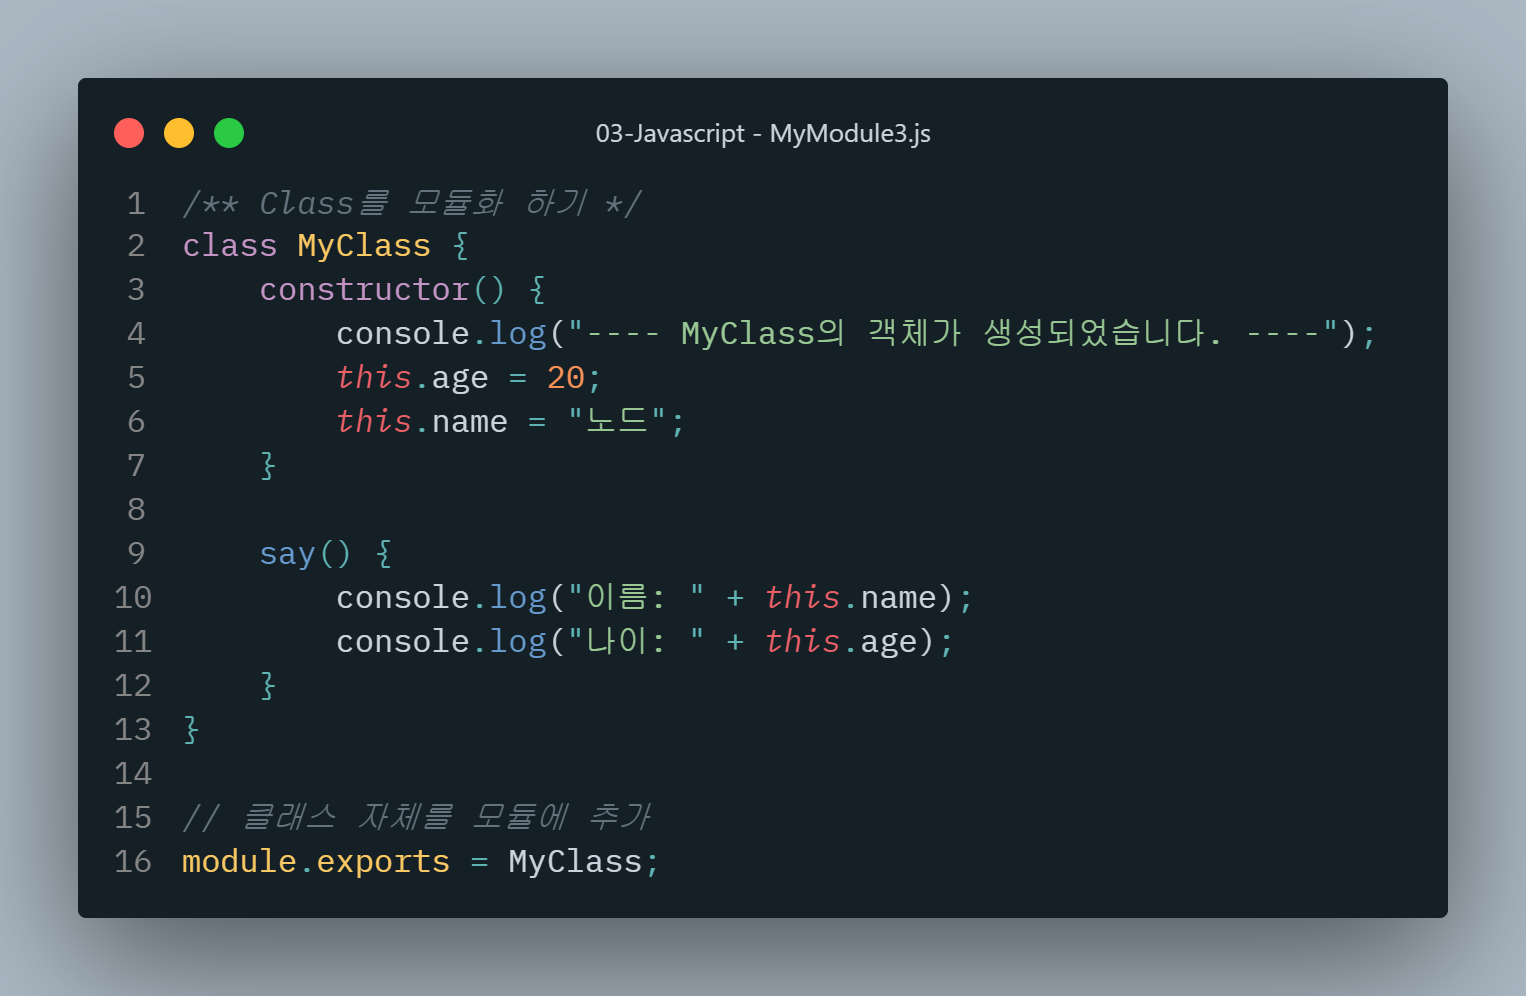 03-Javascript - MyModule3.js
1 /** Class를 모듈화 하기 */
2 class MyClass {
3     constructor() {
4         console.log("---- MyClass의 객체가 생성되었습니다. ----");
5         this.age = 20;
6         this.name = "노드";
7     }
8
9     say() {
10         console.log("이름: " + this.name);
11         console.log("나이: " + this.age);
12     }
13 }
14
15 // 클래스 자체를 모듈에 추가
16 module.exports = MyClass;